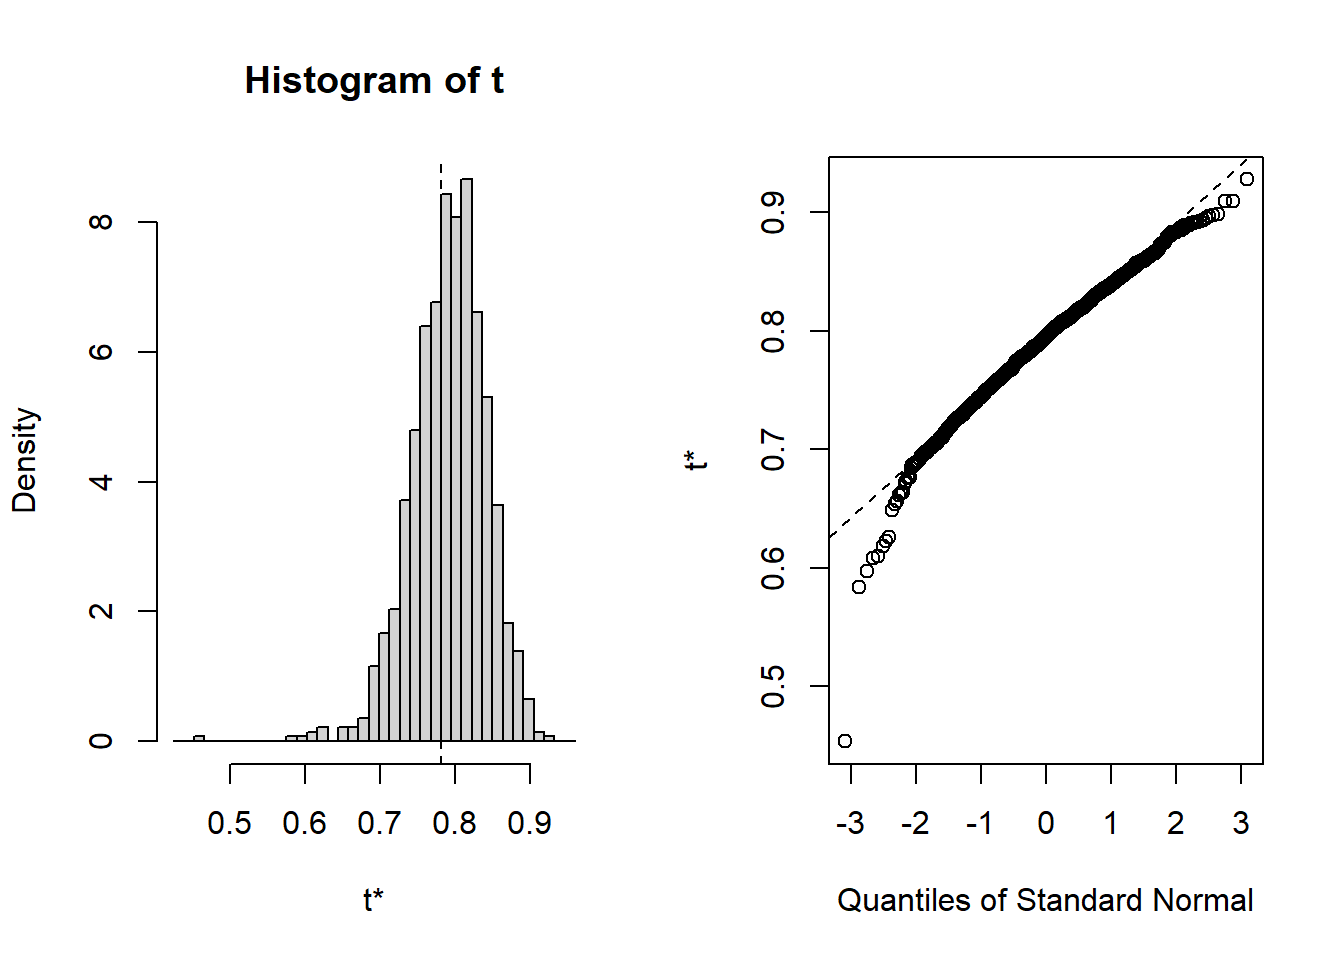 Histogram of t
Density
0 2 4 6 8
0.5 0.6 0.7 0.8 0.9
t*
t*
0.5 0.6 0.7 0.8 0.9
-3 -2 -1 0 1 2 3
Quantiles of Standard Normal